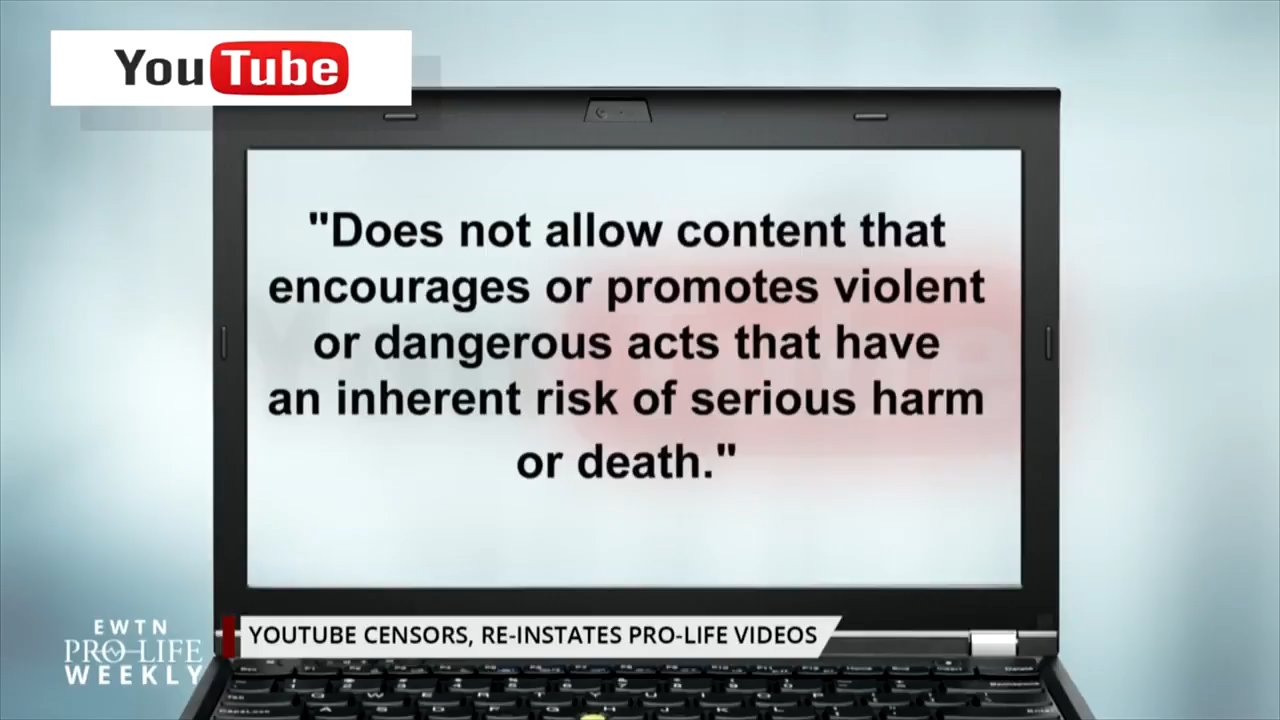 YouTube
"Does not allow content that
encourages or promotes violent
or dangerous acts that have
an inherent risk of serious harm
or death."
YOUTUBE CENSORS, RE-INSTATES PRO-LIFE VIDEOS
EWTN
PRO-LIFE
WEEKLY